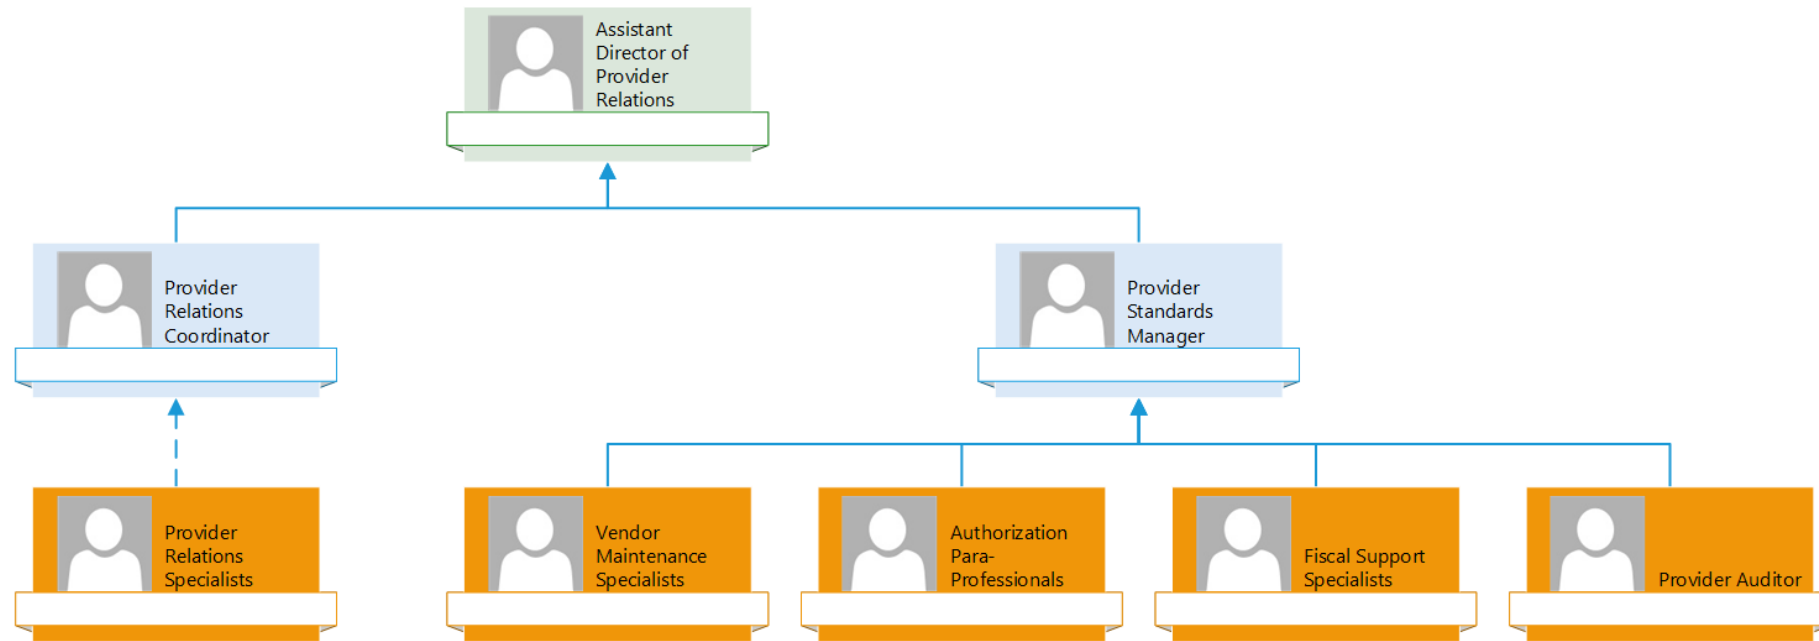 Assistant
Director of
Provider
Relations
Provider
Relations
Coordinator
Provider
Standards
Manager
Provider
Relations
Specialists
Vendor
Maintenance
Specialists
Authorization
Para-
Professionals
Fiscal Support
Specialists
Provider Auditor